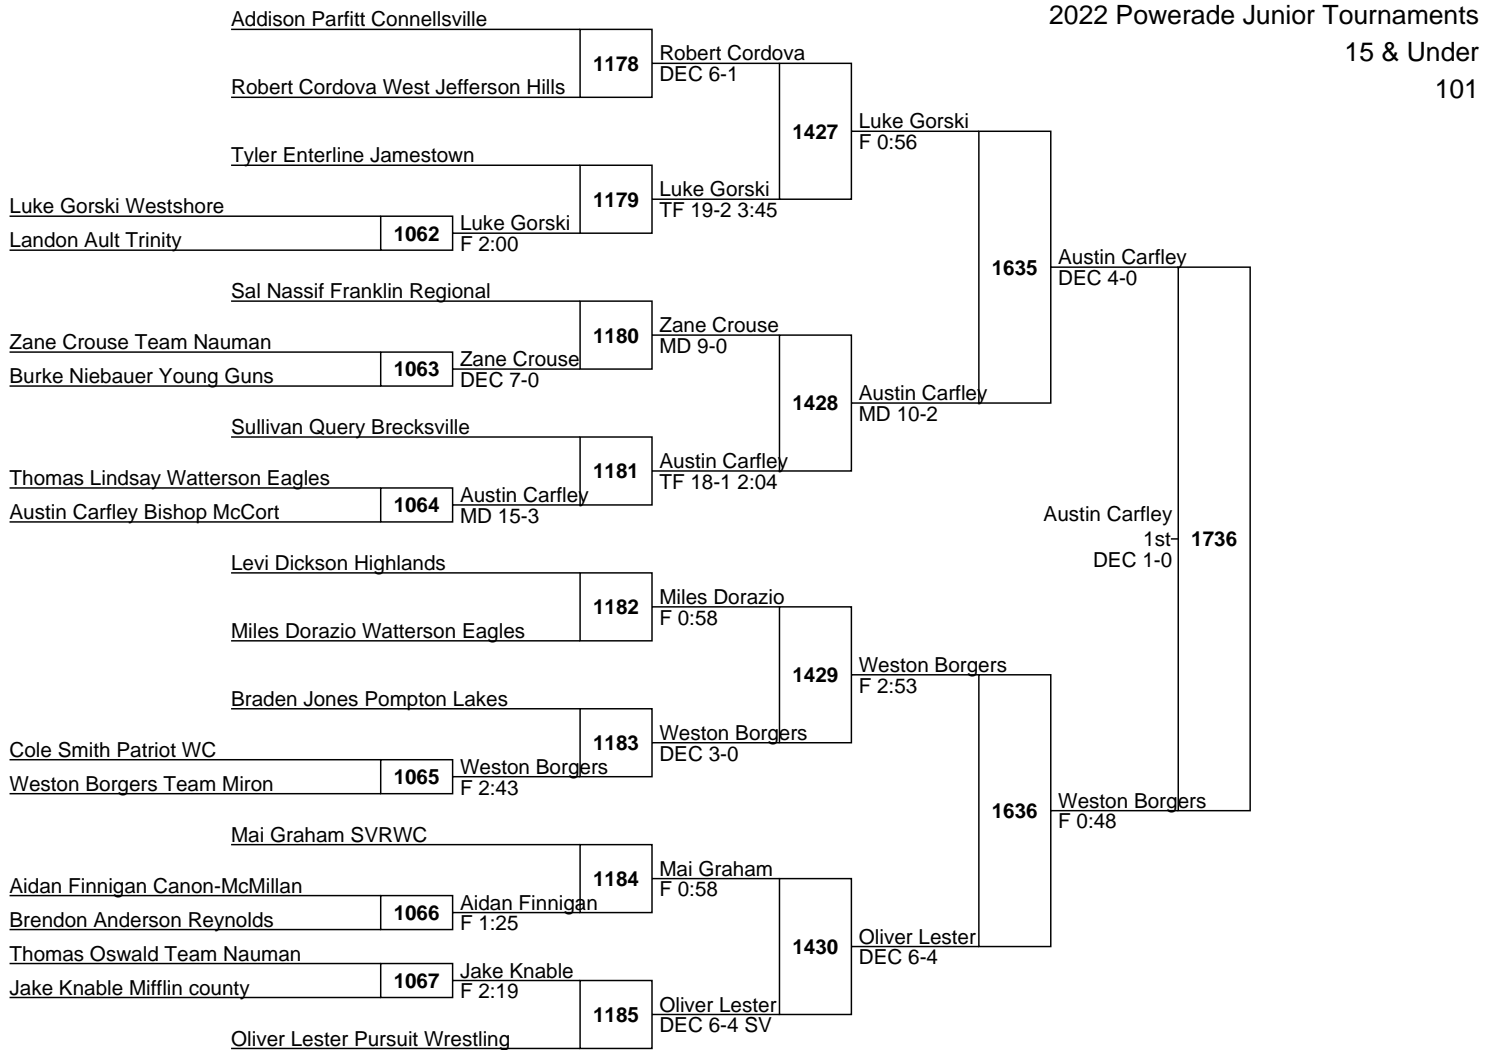 2022 Powerade Junior Tournaments
15 & Under
101
Addison Parfitt Connellsville
1178
Robert Cordova
DEC 6-1
Robert Cordova West Jefferson Hills
1427
Luke Gorski
F 0:56
Tyler Enterline Jamestown
1179
Luke Gorski
TF 19-2 3:45
Luke Gorski Westshore
1062
Luke Gorski
F 2:00
Landon Ault Trinity
1635
Austin Carfley
DEC 4-0
Sal Nassif Franklin Regional
1180
Zane Crouse
MD 9-0
Zane Crouse Team Nauman
1063
Zane Crouse
DEC 7-0
Burke Niebauer Young Guns
1428
Austin Carfley
MD 10-2
Sullivan Query Brecksville
1181
Austin Carfley
TF 18-1 2:04
Thomas Lindsay Watterson Eagles
1064
Austin Carfley
MD 15-3
Austin Carfley Bishop McCort
Austin Carfley
1st
DEC 1-0
1736
Levi Dickson Highlands
1182
Miles Dorazio
F 0:58
Miles Dorazio Watterson Eagles
1429
Weston Borgers
F 2:53
Braden Jones Pompton Lakes
1183
Weston Borgers
DEC 3-0
Cole Smith Patriot WC
1065
Weston Borgers
F 2:43
Weston Borgers Team Miron
1636
Weston Borgers
F 0:48
Mai Graham SVRWC
1184
Mai Graham
F 0:58
Aidan Finnigan Canon-McMillan
1066
Aidan Finnigan
F 1:25
Brendon Anderson Reynolds
1430
Oliver Lester
DEC 6-4
Thomas Oswald Team Nauman
1067
Jake Knable
F 2:19
Jake Knable Mifflin county
1185
Oliver Lester
DEC 6-4 SV
Oliver Lester Pursuit Wrestling